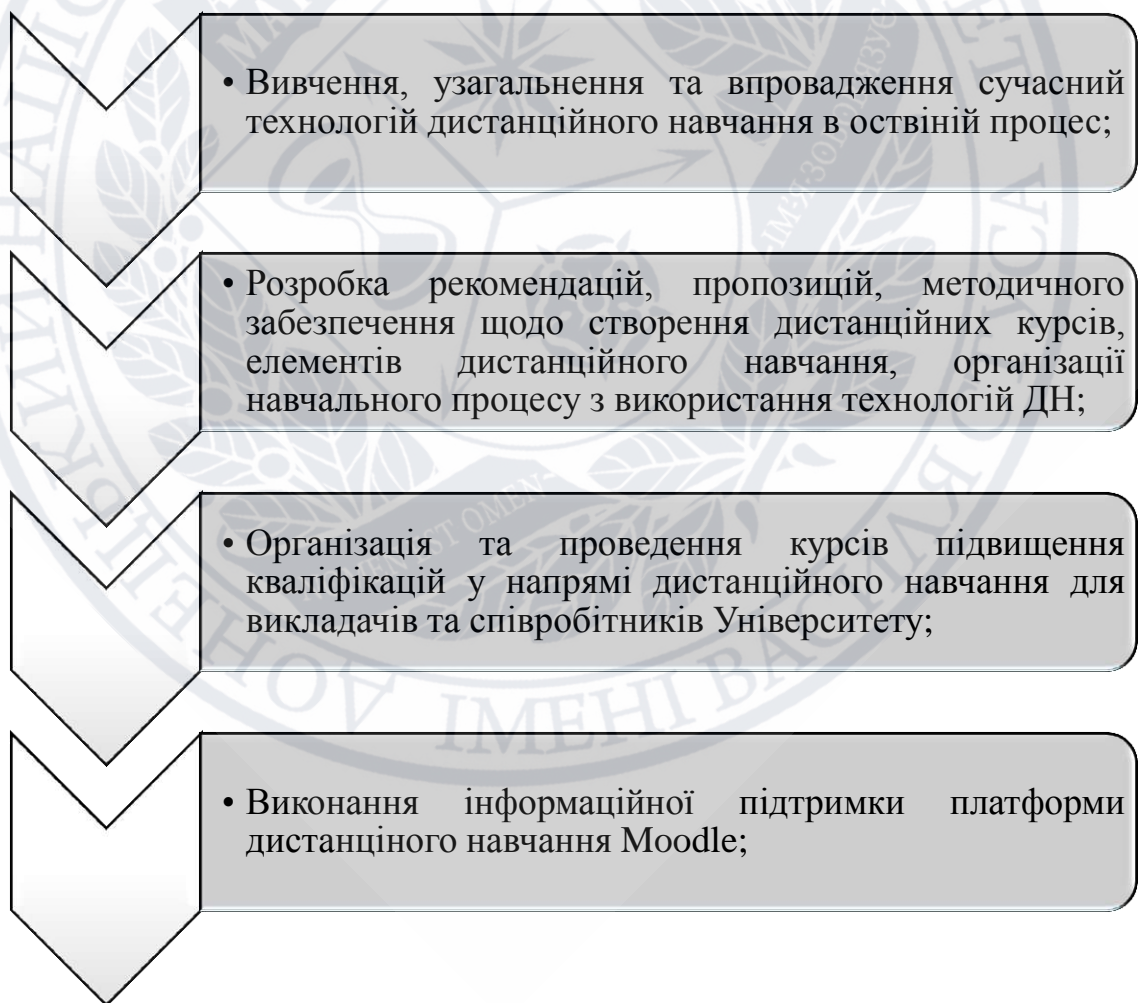 • Вивчення, узагальнення та впровадження сучасний
технологій дистанційного навчання в оствіній процес;
• Розробка рекомендацій, пропозицій, методичного
забезпечення щодо створення дистанційних курсів,
елементів дистанційного навчання, організації
навчального процесу з використання технологій ДН;
• Організація та проведення курсів підвищення
кваліфікацій у напрямі дистанційного навчання для
викладачів та співробітників Університету;
• Виконання інформаційної підтримки платформи
дистанціного навчання Moodle;
ІМЕНІ ВАСИЛЯ